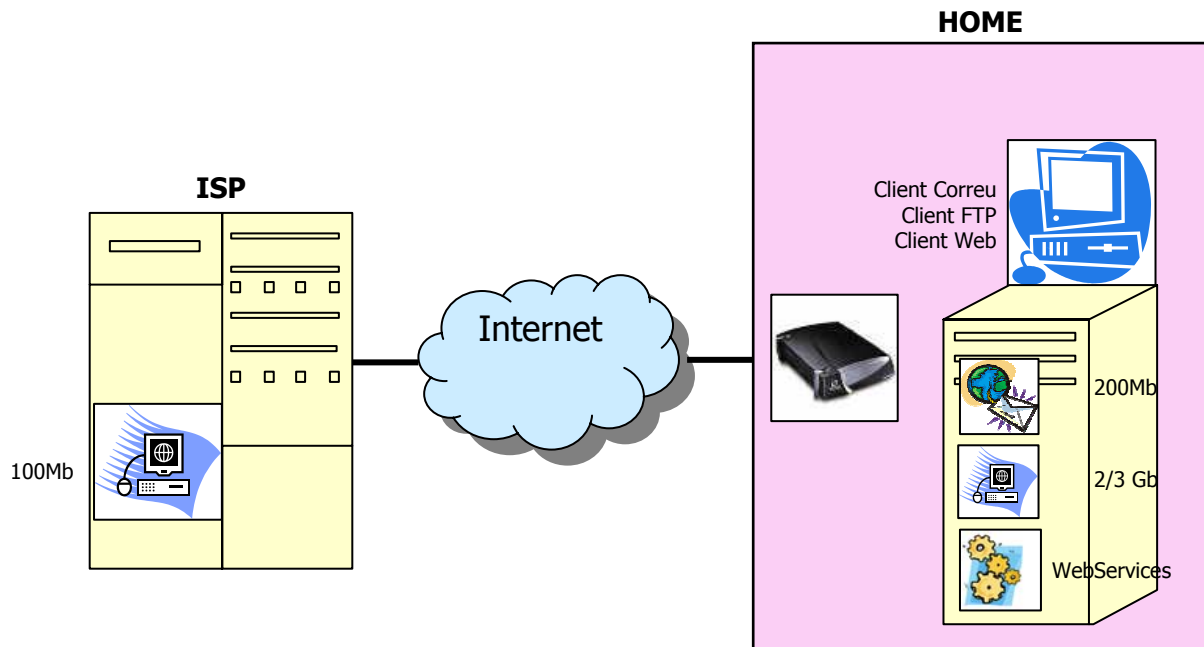 HOME
ISP
Client Correu
Client FTP
Client Web
Internet
200Mb
100Mb
2/3 Gb
WebServices